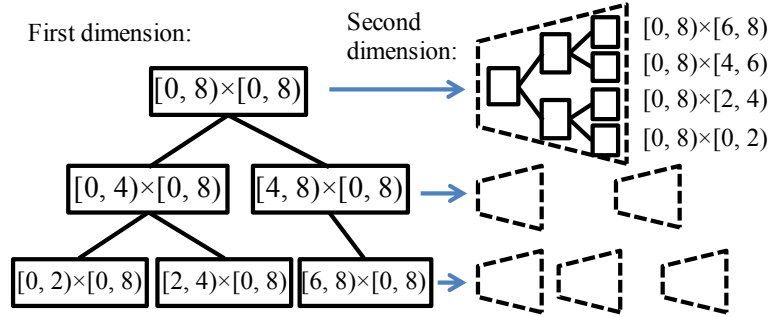 First dimension:
Second
dimension:
[0, 8)×[6, 8)
[0, 8)×[4, 6)
[0, 8)×[2, 4)
[0, 8)×[0, 2)
[0, 8)×[0, 8)
[0, 4)×[0, 8)
[4, 8)×[0, 8)
[0, 2)×[0, 8)
[2, 4)×[0, 8)
[6, 8)×[0, 8)